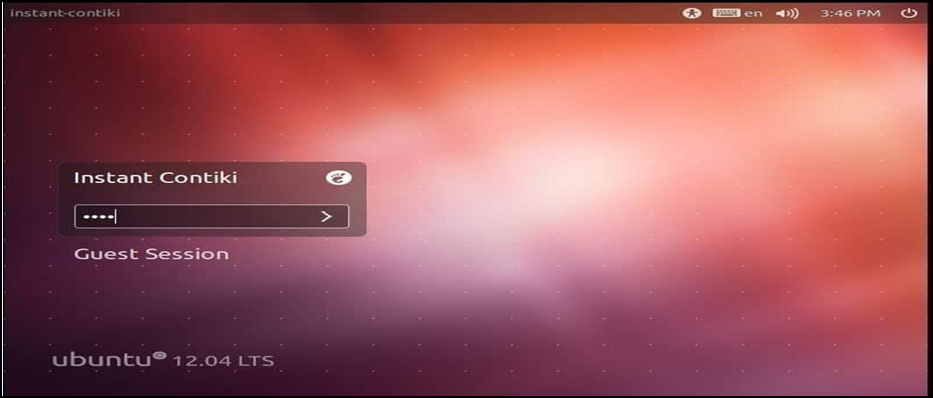 instant-contiki en 3:46 PM
Instant Contiki
••••
Guest Session
ubuntu® 12.04 LTS